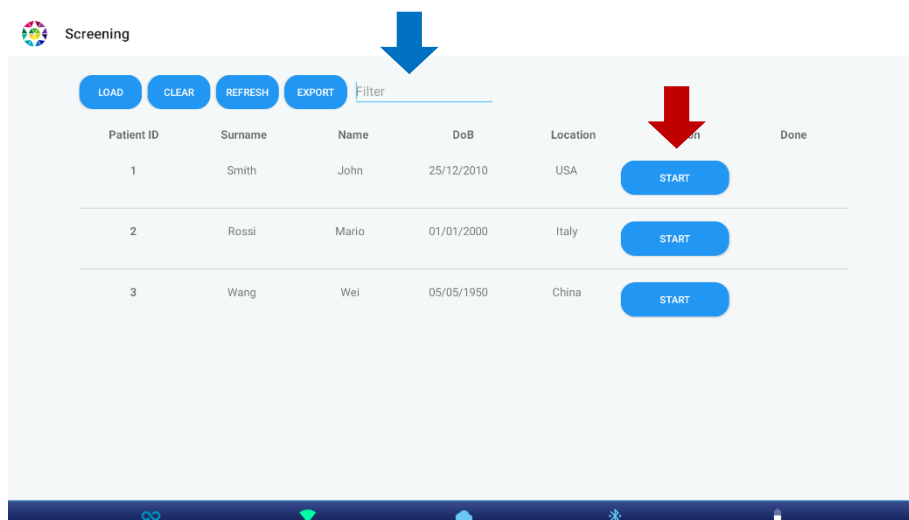 Screening
LOAD CLEAR REFRESH EXPORT Filter
Patient ID Surname Name DoB Location Done
1 Smith John 25/12/2010 USA START
2 Rossi Mario 01/01/2000 Italy START
3 Wang Wei 05/05/1950 China START